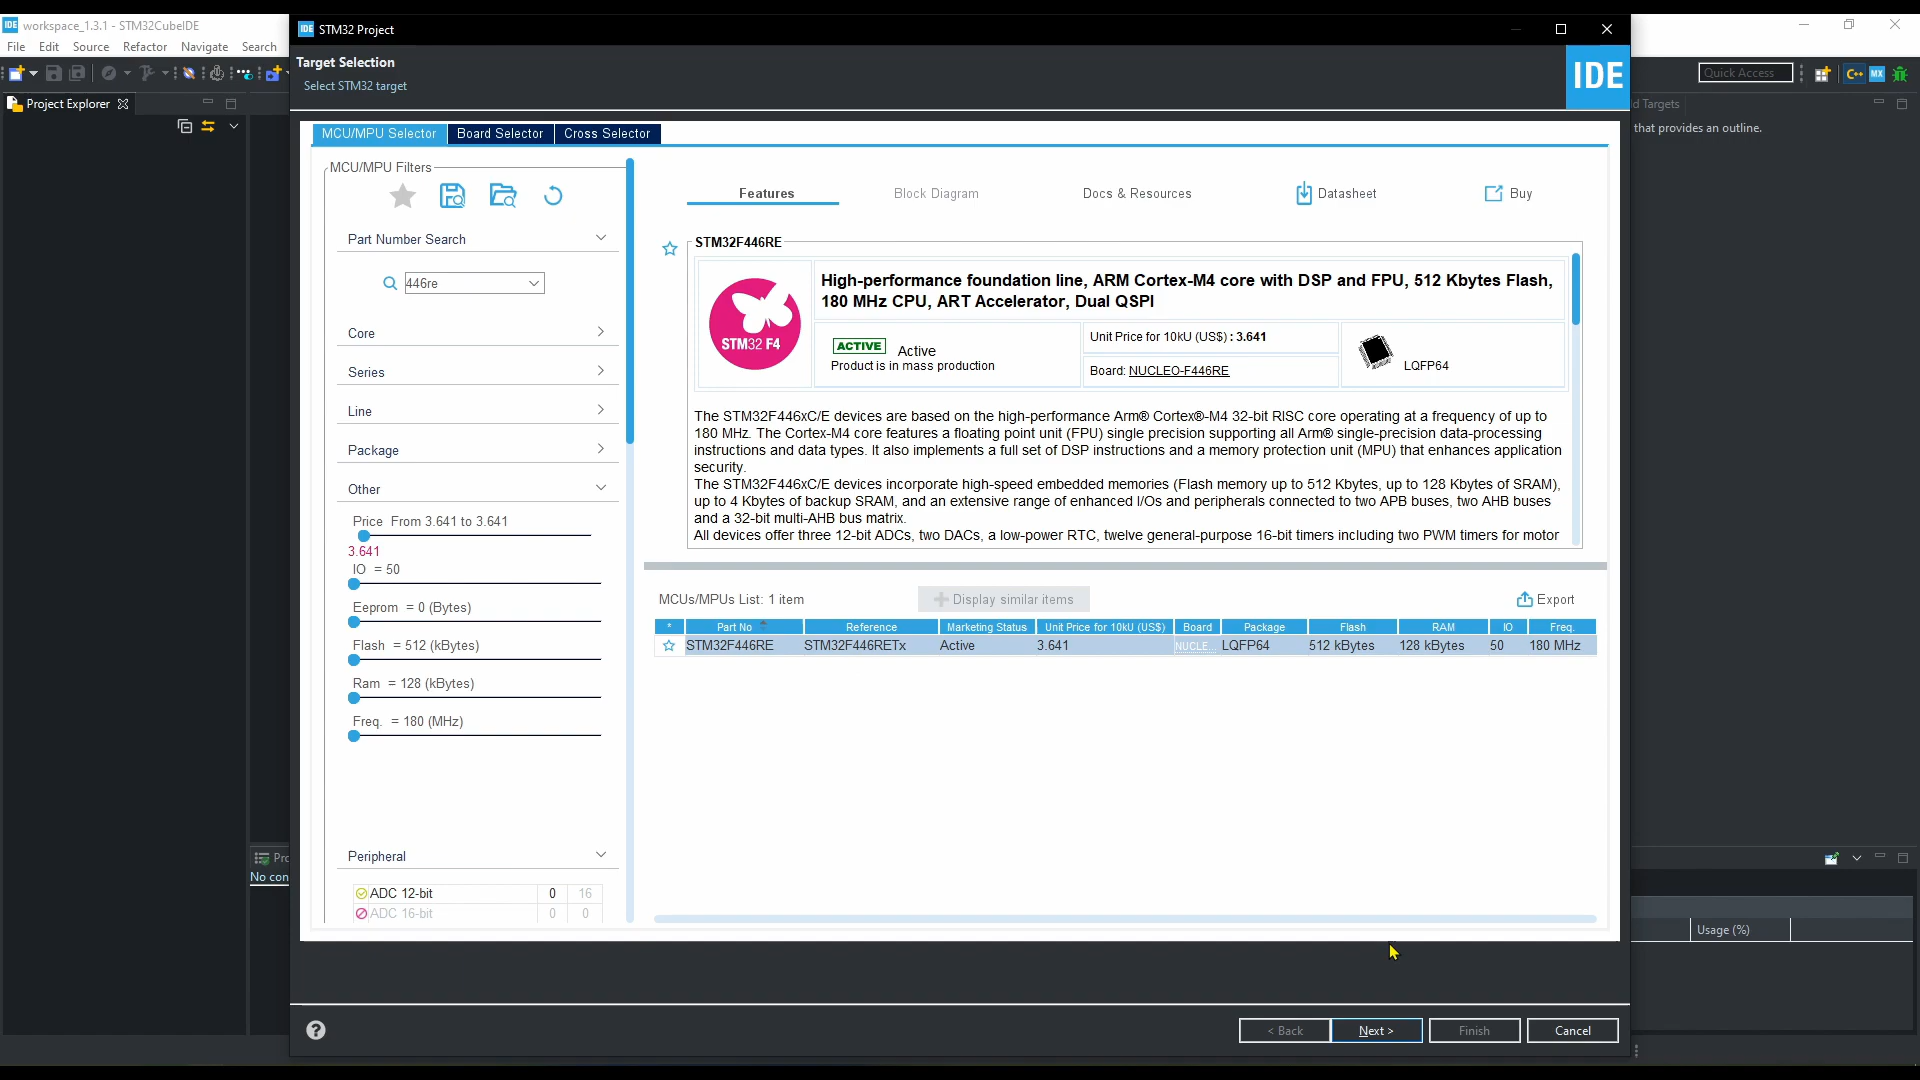 IDE workspace_1.3.1 - STM32CubeIDE
File Edit Source Refactor Navigate Search
Quick Access
MX
Project Explorer
d Targets
that provides an outline.
No con
Usage (%)
IDE STM32 Project
Target Selection
Select STM32 target
IDE
MCU/MPU Selector Board Selector Cross Selector
MCU/MPU Filters
Part Number Search
446re
Core
Series
Line
Package
Other
Price From 3.641 to 3.641
3.641
IO = 50
Eeprom = 0 (Bytes)
Flash = 512 (kBytes)
Ram = 128 (kBytes)
Freq. = 180 (MHz)
Peripheral
ADC 12-bit 0 16
ADC 16-bit 0 0
Features Block Diagram Docs & Resources Datasheet Buy
STM32F446RE
STM32 F4
High-performance foundation line, ARM Cortex-M4 core with DSP and FPU, 512 Kbytes Flash,
180 MHz CPU, ART Accelerator, Dual QSPI
ACTIVE Active
Product is in mass production
Unit Price for 10kU (US$) : 3.641
Board: NUCLEO-F446RE
LQFP64
The STM32F446xC/E devices are based on the high-performance Arm® Cortex®-M4 32-bit RISC core operating at a frequency of up to
180 MHz. The Cortex-M4 core features a floating point unit (FPU) single precision supporting all Arm® single-precision data-processing
instructions and data types. It also implements a full set of DSP instructions and a memory protection unit (MPU) that enhances application
security.
The STM32F446xC/E devices incorporate high-speed embedded memories (Flash memory up to 512 Kbytes, up to 128 Kbytes of SRAM),
up to 4 Kbytes of backup SRAM, and an extensive range of enhanced I/Os and peripherals connected to two APB buses, two AHB buses
and a 32-bit multi-AHB bus matrix.
All devices offer three 12-bit ADCs, two DACs, a low-power RTC, twelve general-purpose 16-bit timers including two PWM timers for motor
MCUs/MPUs List: 1 item
Display similar items
Export
* Part No Reference Marketing Status Unit Price for 10kU (US$) Board Package Flash RAM IO Freq.
STM32F446RE STM32F446RETx Active 3.641 NUCLE... LQFP64 512 kBytes 128 kBytes 50 180 MHz
< Back Next > Finish Cancel